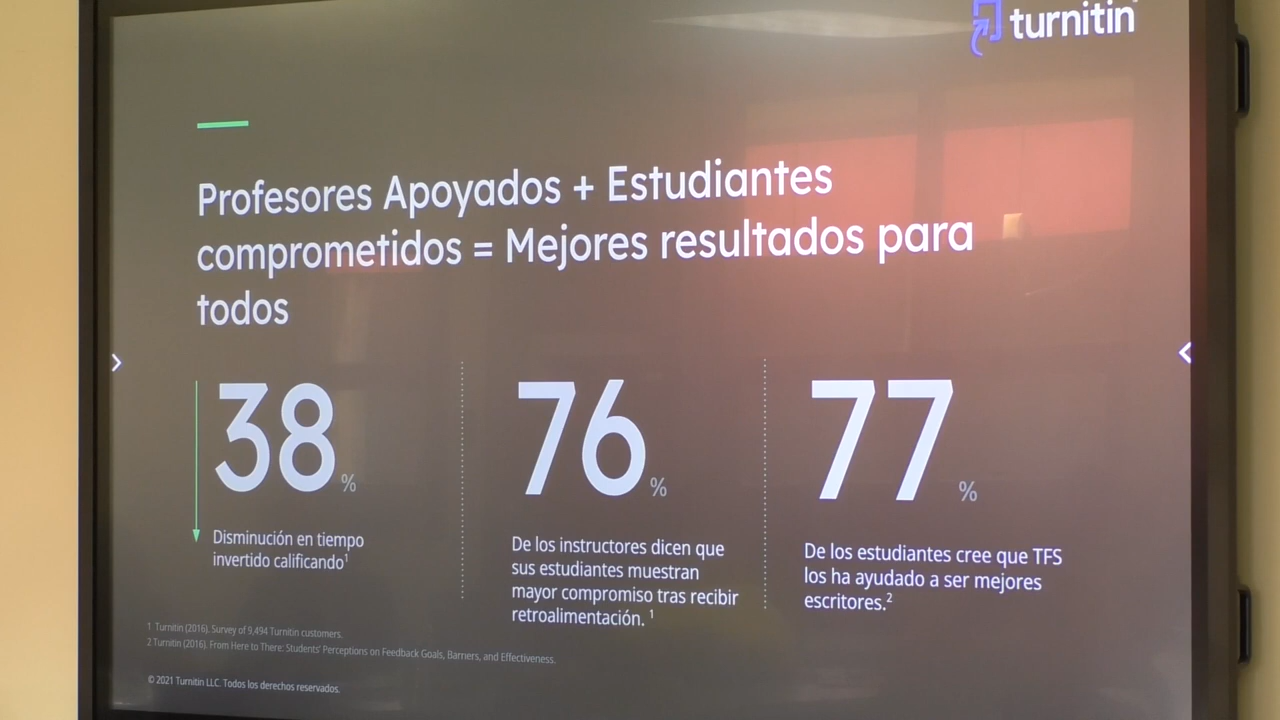 turnitin
Profesores Apoyados + Estudiantes
comprometidos = Mejores resultados para
todos
38 %
Disminución en tiempo
invertido calificando1
76 %
De los instructores dicen que
sus estudiantes muestran
mayor compromiso tras recibir
retroalimentación. 1
77 %
De los estudiantes cree que TFS
los ha ayudado a ser mejores
escritores.2
1 Turnitin (2016). Survey of 9,494 Turnitin customers.
2 Turnitin (2016). From Here to There: Students' Perceptions on Feedback Goals, Barriers, and Effectiveness.
© 2021 Turnitin LLC. Todos los derechos reservados.